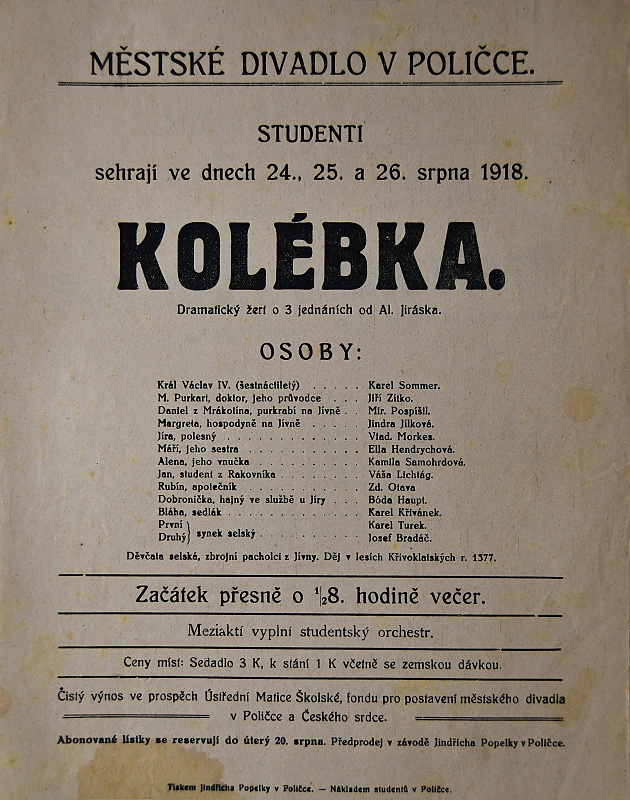 MĚSTSKÉ DIVADLO V POLIČCE.
STUDENTI
sehrají ve dnech 24., 25. a 26. srpna 1918.
KOLÉBKA.
Dramatický žert o 3 jednáních od Al. Jiráska.
OSOBY:
Král Václav IV. (šestnáctiletý) . . . . . Karel Sommer.
M. Purkart, doktor, jeho průvodce . . . Jiří Zítko.
Daniel z Mrákotína, purkrabí na Jívně . . Mir. Pospíšil.
Margreta, hospodyně na Jívně . . . . . Jindra Jílková.
Jíra, polesný . . . . . . . . . . . . Vlad. Morkes.
Máří, jeho sestra . . . . . . . . . . Ella Hendrychová.
Alena, jeho vnučka . . . . . . . . . Kamila Samohrdová.
Jan, student z Rakovníka . . . . . . Váša Lichtág.
Rubín, apotečník . . . . . . . . . . Zd. Otava
Dobronička, hajný ve službě u Jíry . . . Bóda Haupt.
Bláha, sedlák . . . . . . . . . . . . Karel Křivánek.
První } synek selský . . . . . . . . Karel Turek.
Druhý } Josef Bradáč.
Děvčata selská, zbrojní pacholci z Jívny. Děj v lesích Křivoklatských r. 1377.
Začátek přesně o 1/28. hodině večer.
Meziaktí vyplní studentský orchestr.
Ceny míst: Sedadlo 3 K, k stání 1 K včetně se zemskou dávkou.
Čistý výnos ve prospěch Ústřední Matice Školské, fondu pro postavení městského divadla
v Poličce a Českého srdce.
Abonované lístky se reservují do úterý 20. srpna. Předprodej v závodě Jindřicha Popelky v Poličce.
Tiskem Jindřicha Popelky v Poličce. — Nákladem studentů v Poličce.